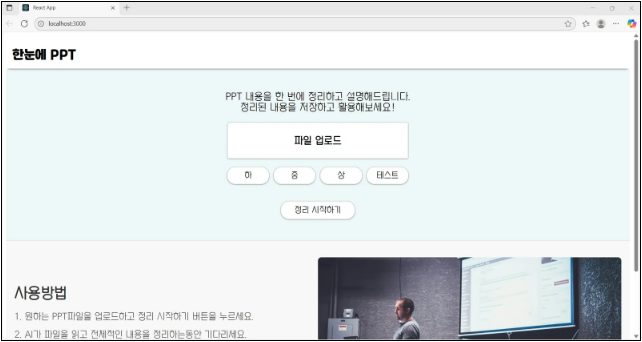 React App
localhost:3000
한눈에 PPT
PPT 내용을 한 번에 정리하고 설명해드립니다.
정리된 내용을 저장하고 활용해보세요!
파일 업로드
하 중 상 테스트
정리 시작하기
사용방법
1. 원하는 PPT파일을 업로드하고 정리 시작하기 버튼을 누르세요.
2. AI가 파일을 읽고 전체적인 내용을 정리하는동안 기다리세요.